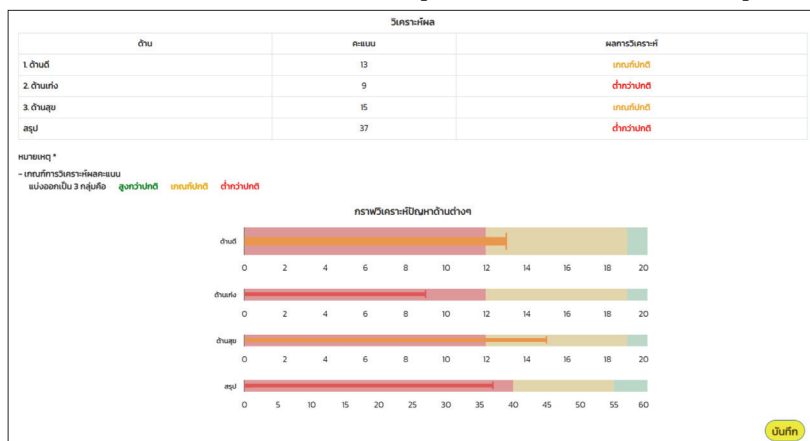 วิเคราะห์ผล
ด้าน คะแนน ผลการวิเคราะห์
1. ด้านดี 13 เกณฑ์ปกติ
2. ด้านเก่ง 9 ต่ำกว่าปกติ
3. ด้านสุข 15 เกณฑ์ปกติ
สรุป 37 ต่ำกว่าปกติ
หมายเหตุ *
- เกณฑ์การวิเคราะห์ผลคะแนน
แบ่งออกเป็น 3 กลุ่มคือ สูงกว่าปกติ เกณฑ์ปกติ ต่ำกว่าปกติ
กราฟวิเคราะห์ปัญหาด้านต่างๆ
ด้านดี
0 2 4 6 8 10 12 14 16 18 20
ด้านเก่ง
0 2 4 6 8 10 12 14 16 18 20
ด้านสุข
0 2 4 6 8 10 12 14 16 18 20
สรุป
0 5 10 15 20 25 30 35 40 45 50 55 60
บันทึก